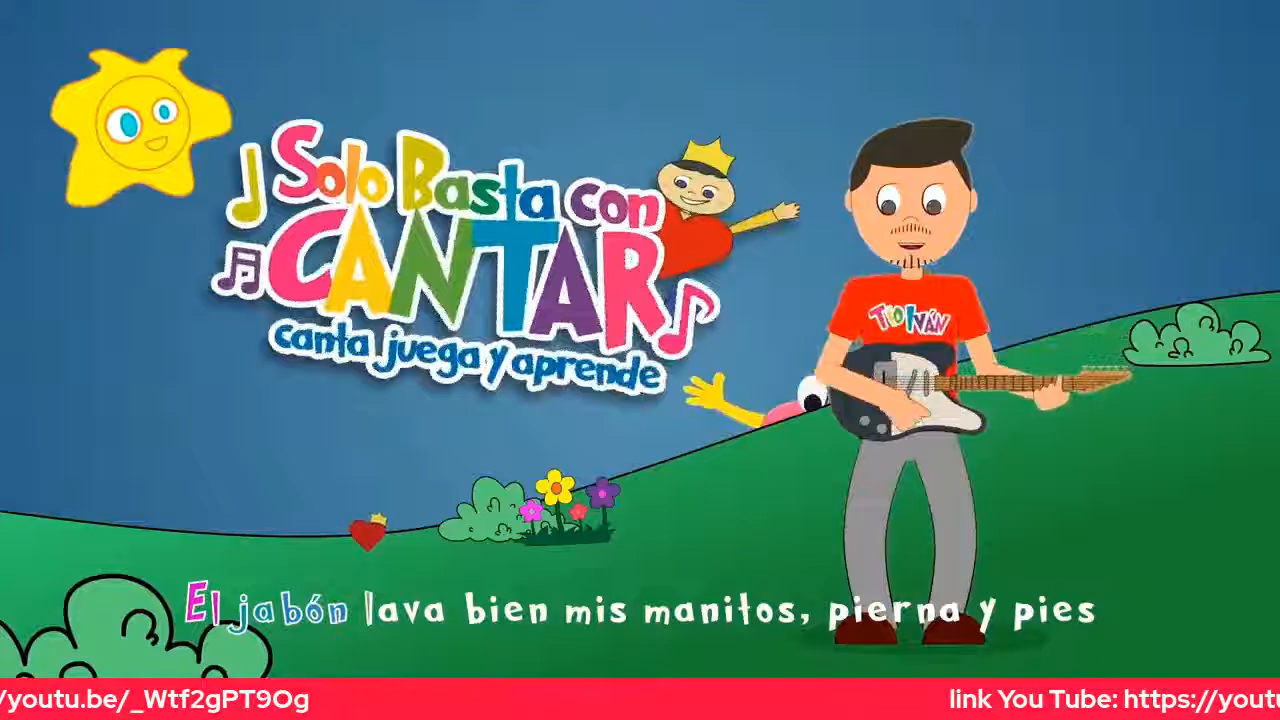 Solo Basta con
CANTAR
canta juega y aprende
TIO IVÁN
El jabón lava bien mis manitos, pierna y pies
/youtu.be/_Wtf2gPT9Og link You Tube: https://youtu